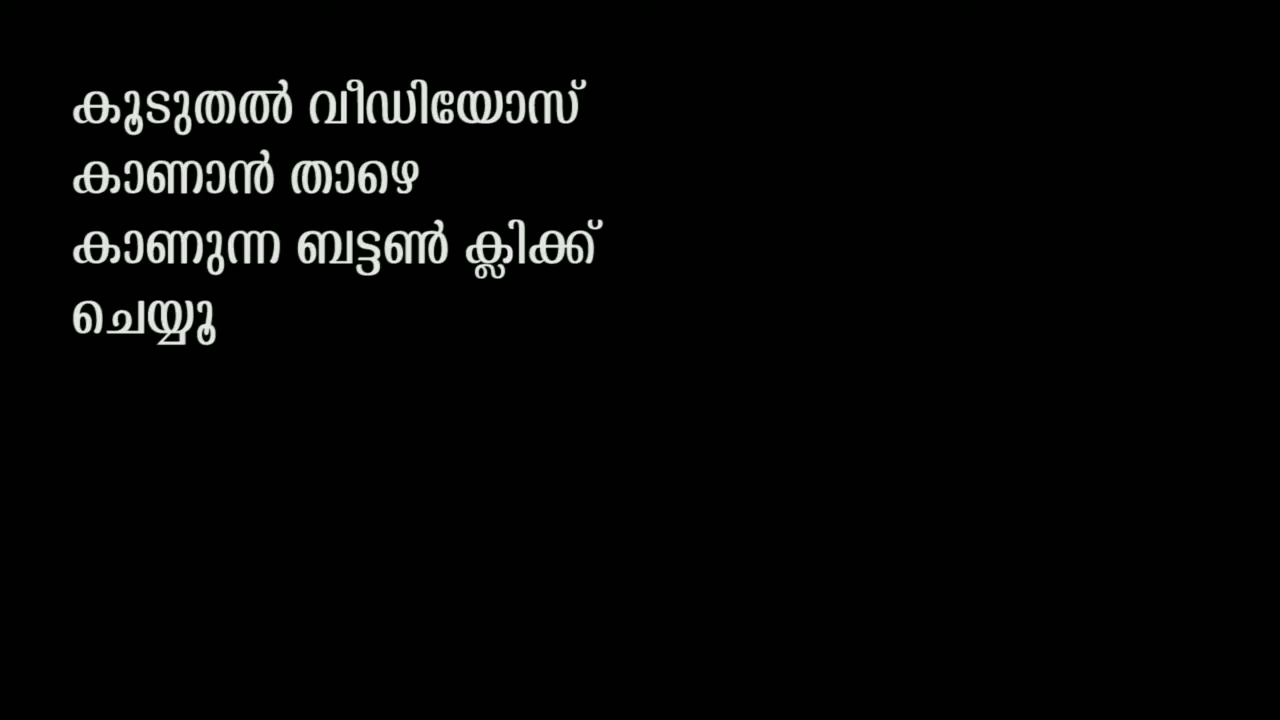 കൂടുതൽ വീഡിയോസ്
കാണാൻ താഴെ
കാണുന്ന ബട്ടൺ ക്ലിക്ക്
ചെയ്യൂ